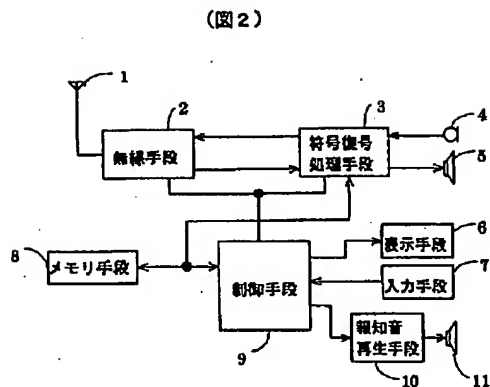 (図2)
1
2
3
4
無線手段
符号復号
処理手段
5
6
表示手段
8
メモリ手段
制御手段
7
入力手段
報知音
再生手段
9
10
11